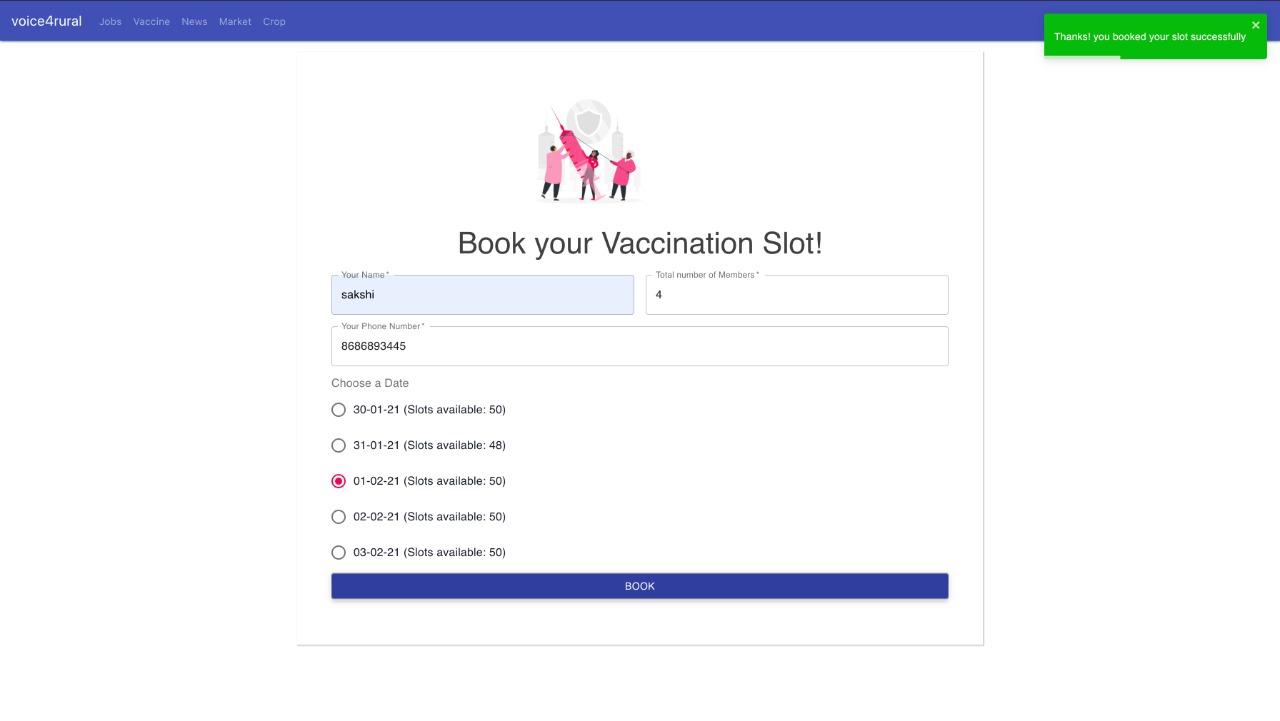 voice4rural Jobs Vaccine News Market Crop
Thanks! you booked your slot successfully
Book your Vaccination Slot!
Your Name * Total number of Members *
sakshi 4
Your Phone Number *
8686893445
Choose a Date
30-01-21 (Slots available: 50)
31-01-21 (Slots available: 48)
01-02-21 (Slots available: 50)
02-02-21 (Slots available: 50)
03-02-21 (Slots available: 50)
BOOK